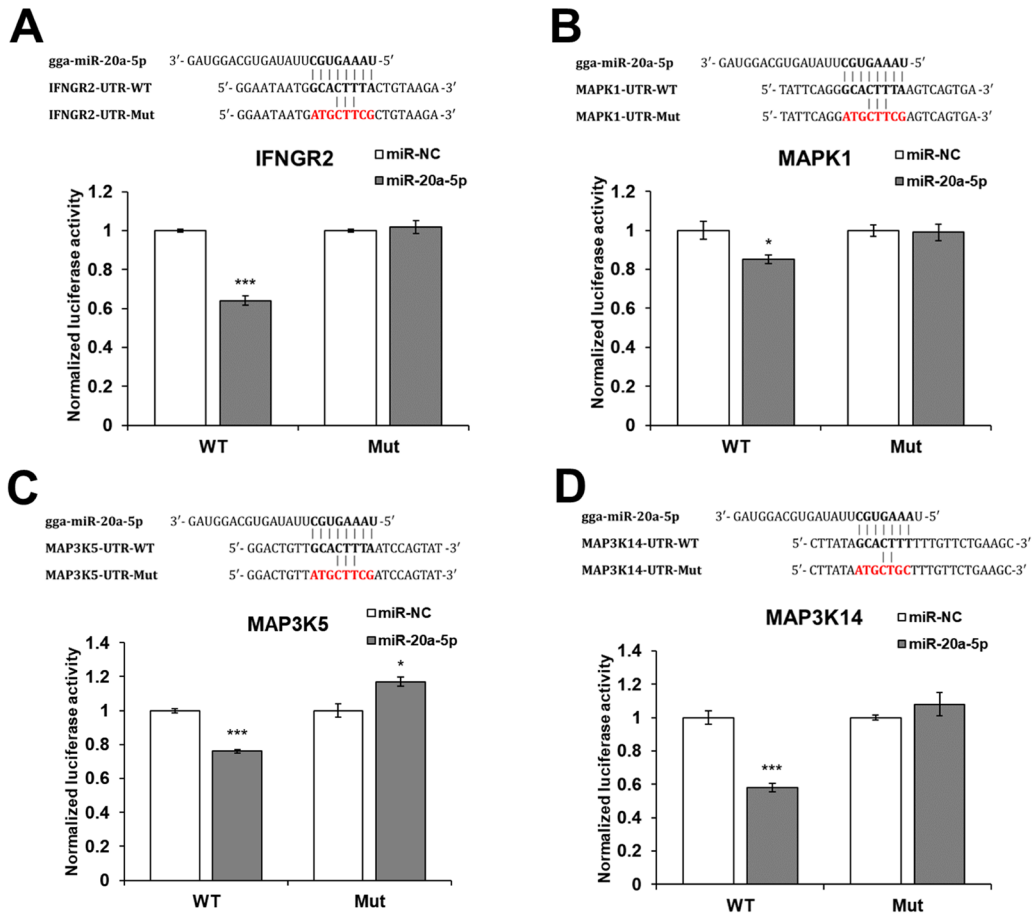 A
gga-miR-20a-5p 3′- GAUGGACGUGAUAUUCGUGAAAU -5′
IFNGR2-UTR-WT 5′- GGAATAATGGCACTTTACTGTAAGA-3′
IFNGR2-UTR-Mut 5′- GGAATAATGATGCTTCGCTGTAAGA-3′
IFNGR2
miR-NC
miR-20a-5p
Normalized luciferase activity
1.2
1
0.8
0.6
0.4
0.2
0
***
WT Mut
B
gga-miR-20a-5p 3′- GAUGGACGUGAUAUUCGUGAAAU -5′
MAPK1-UTR-WT 5′- TATTCAGGGCACTTTAAGTCAGTGA-3′
MAPK1-UTR-Mut 5′- TATTCAGGATGCTTCGAGTCAGTGA-3′
MAPK1
miR-NC
miR-20a-5p
Normalized luciferase activity
1.2
1
0.8
0.6
0.4
0.2
0
*
WT Mut
C
gga-miR-20a-5p 3′- GAUGGACGUGAUAUUCGUGAAAU -5′
MAP3K5-UTR-WT 5′- GGACTGTTGCACTTTAATCCAGTAT -3′
MAP3K5-UTR-Mut 5′- GGACTGTTATGCTTCGATCCAGTAT-3′
MAP3K5
miR-NC
miR-20a-5p
Normalized luciferase activity
1.4
1.2
1
0.8
0.6
0.4
0.2
0
***
*
WT Mut
D
gga-miR-20a-5p 3′- GAUGGACGUGAUAUUCGUGAAAU -5′
MAP3K14-UTR-WT 5′- CTTATAGCACTTTTTTGTTCTGAAGC -3′
MAP3K14-UTR-Mut 5′- CTTATAATGCTGCTTTGTTCTGAAGC-3′
MAP3K14
miR-NC
miR-20a-5p
Normalized luciferase activity
1.4
1.2
1
0.8
0.6
0.4
0.2
0
***
WT Mut